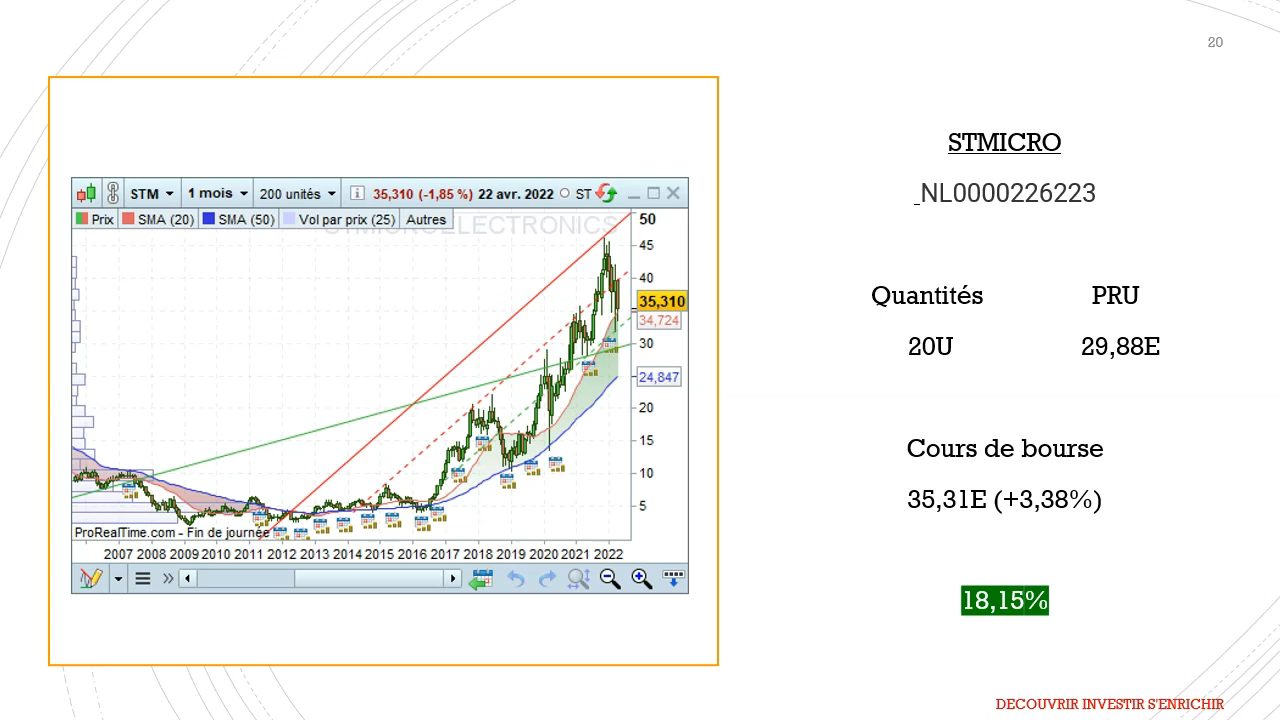 20
STM 1 mois 200 unités 35,310 (-1,85 %) 22 avr. 2022 ST
Prix SMA (20) SMA (50) Vol par prix (25) Autres
STMICROELECTRONICS
50
45
40
35,310
34,724
30
24,847
20
15
10
5
ProRealTime.com - Fin de journée
2007 2008 2009 2010 2011 2012 2013 2014 2015 2016 2017 2018 2019 2020 2021 2022
STMICRO
NL0000226223
Quantités PRU
20U 29,88E
Cours de bourse
35,31E (+3,38%)
18,15%
DECOUVRIR INVESTIR S'ENRICHIR